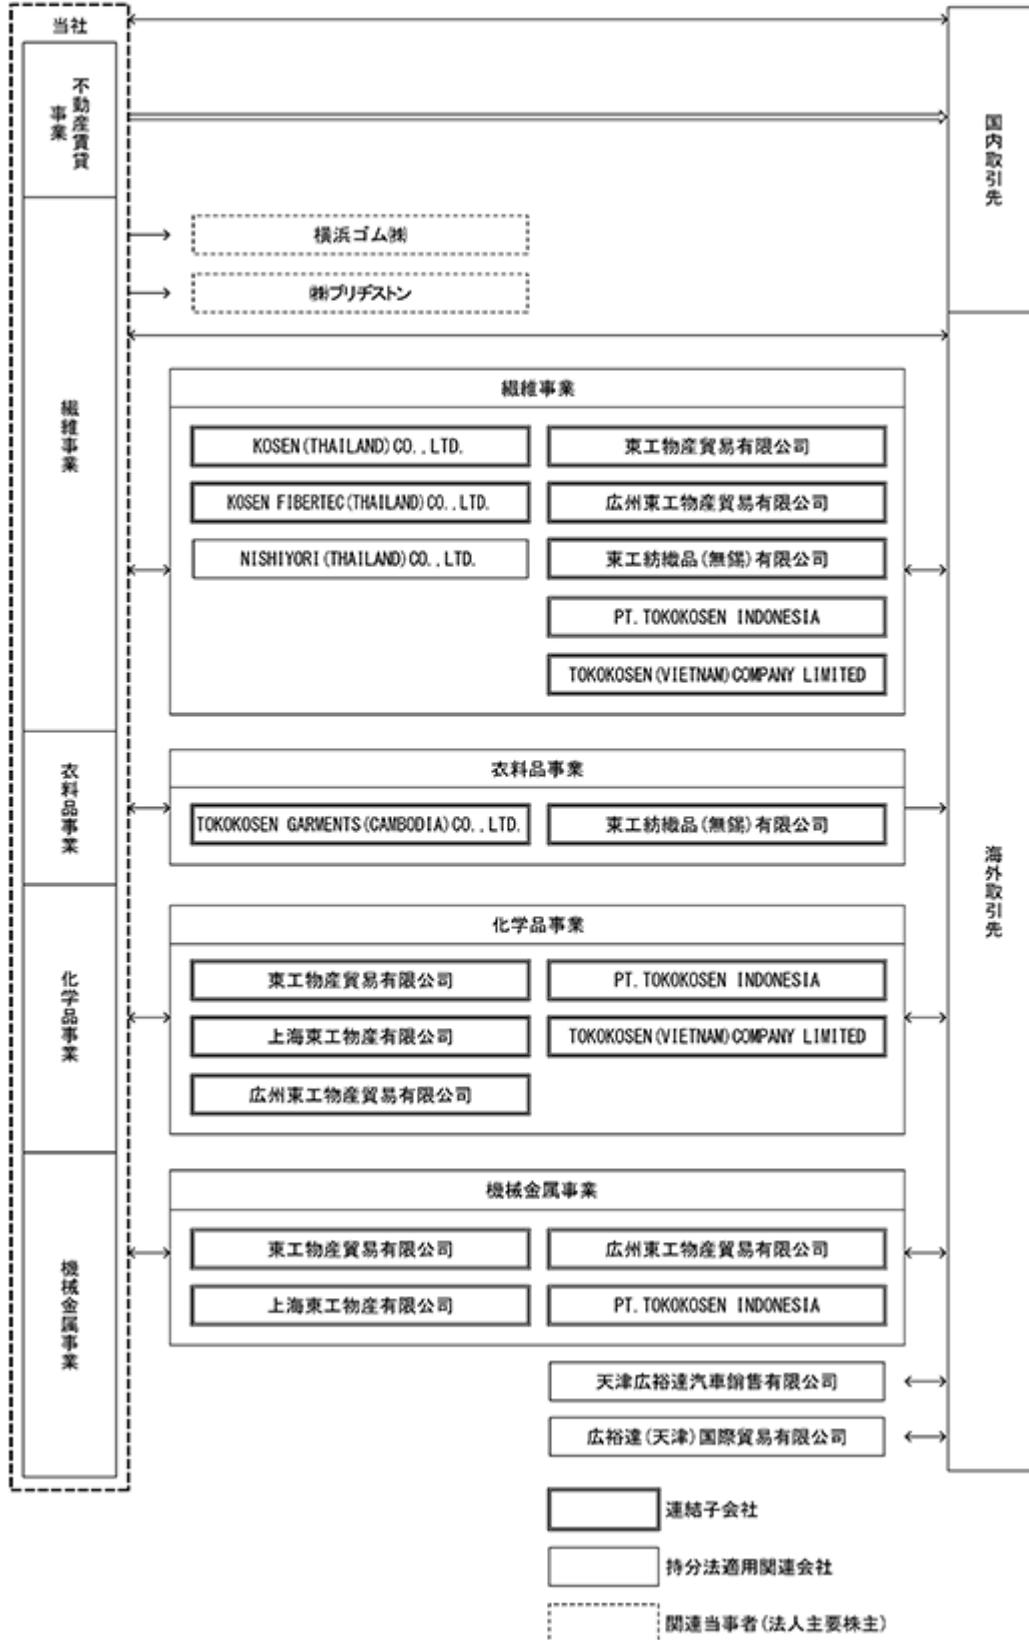 当社
不動産賃貸
事業
繊維事業
衣料品事業
化学品事業
機械金属事業
国内取引先
海外取引先
横浜ゴム㈱
㈱ブリヂストン
繊維事業
KOSEN(THAILAND)CO.,LTD.
東工物産貿易有限公司
KOSEN FIBERTEC(THAILAND)CO.,LTD.
広州東工物産貿易有限公司
NISHIYORI(THAILAND)CO.,LTD.
東工紡織品(無錫)有限公司
PT.TOKOKOSEN INDONESIA
TOKOKOSEN(VIETNAM)COMPANY LIMITED
衣料品事業
TOKOKOSEN GARMENTS(CAMBODIA)CO.,LTD.
東工紡織品(無錫)有限公司
化学品事業
東工物産貿易有限公司
PT.TOKOKOSEN INDONESIA
上海東工物産有限公司
TOKOKOSEN(VIETNAM)COMPANY LIMITED
広州東工物産貿易有限公司
機械金属事業
東工物産貿易有限公司
広州東工物産貿易有限公司
上海東工物産有限公司
PT.TOKOKOSEN INDONESIA
天津広裕達汽車銷售有限公司
広裕達(天津)国際貿易有限公司
連結子会社
持分法適用関連会社
関連当事者(法人主要株主)